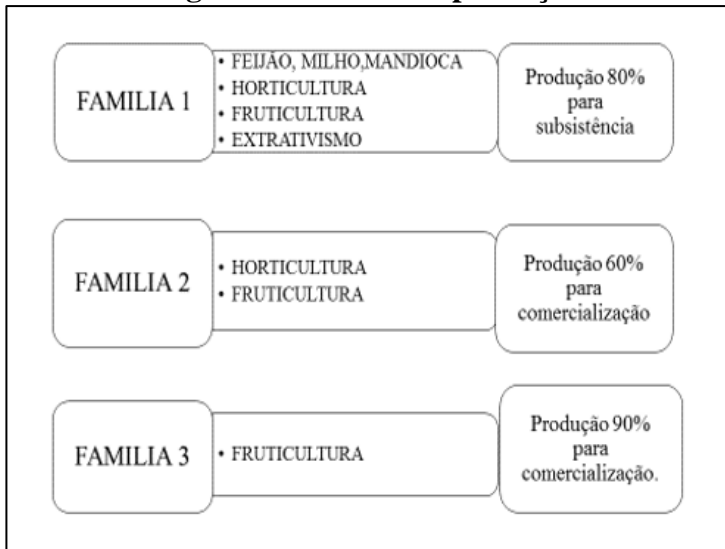 FAMILIA 1
• FEIJÃO, MILHO,MANDIOCA
• HORTICULTURA
• FRUTICULTURA
• EXTRATIVISMO
Produção 80%
para
subsistência
FAMILIA 2
• HORTICULTURA
• FRUTICULTURA
Produção 60%
para
comercialização
FAMILIA 3
• FRUTICULTURA
Produção 90%
para
comercialização.